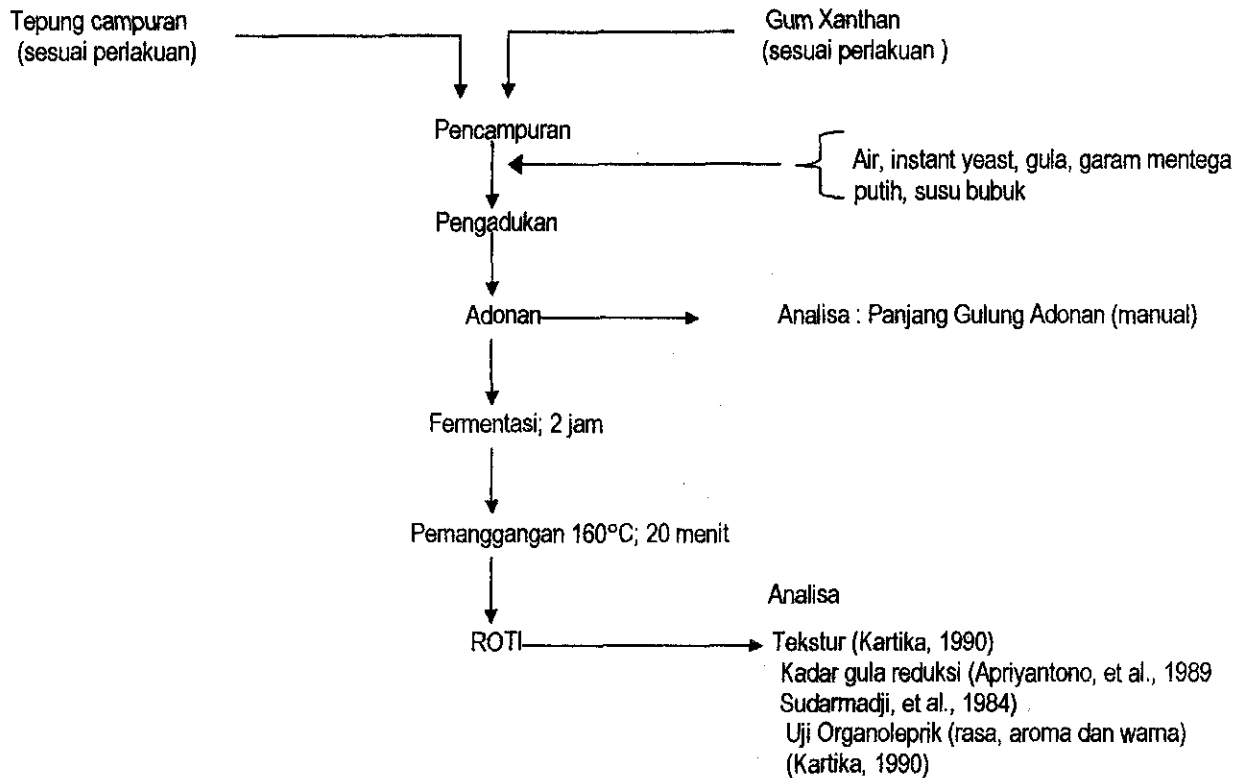 Tepung campuran
(sesuai perlakuan)
Gum Xanthan
(sesuai perlakuan )
Pencampuran
Air, instant yeast, gula, garam mentega
putih, susu bubuk
Pengadukan
Adonan
Analisa : Panjang Gulung Adonan (manual)
Fermentasi; 2 jam
Pemanggangan 160°C; 20 menit
Analisa
ROTI
Tekstur (Kartika, 1990)
Kadar gula reduksi (Apriyantono, et al., 1989
Sudarmadji, et al., 1984)
Uji Organoleprik (rasa, aroma dan warna)
(Kartika, 1990)